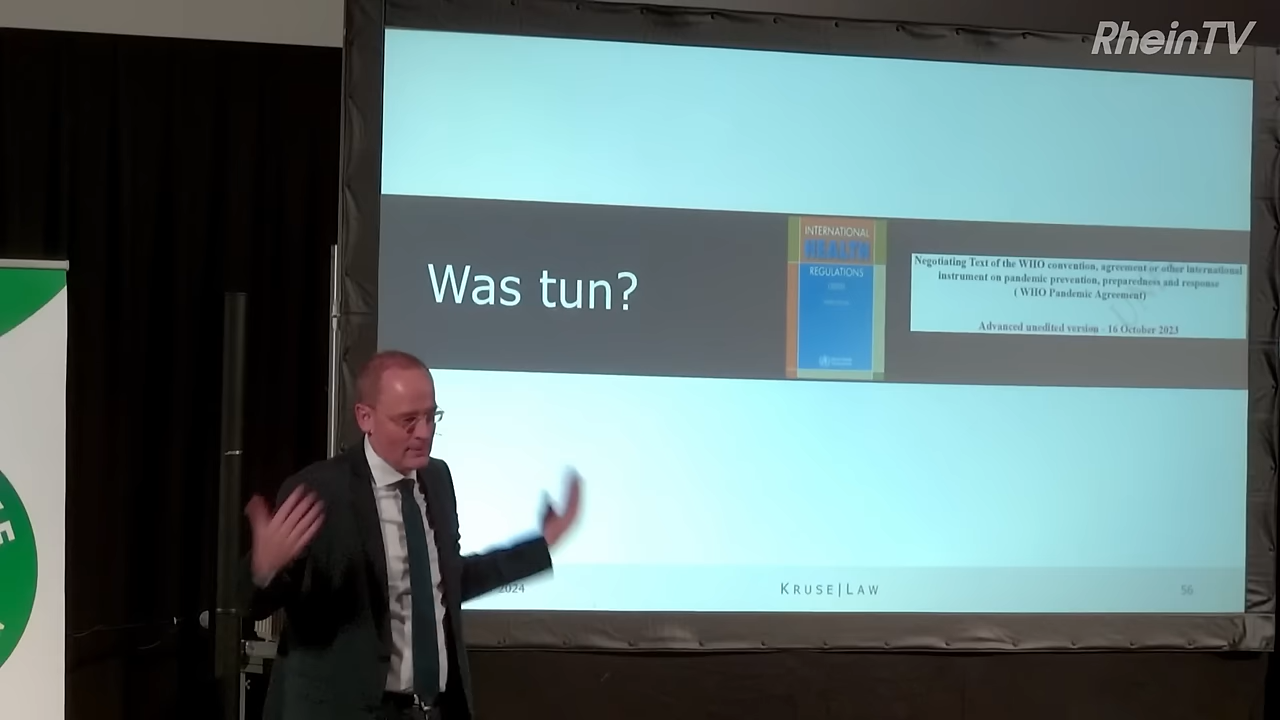 RheinTV
Was tun?
INTERNATIONAL
HEALTH
REGULATIONS
Negotiating Text of the WHO convention, agreement or other international
instrument on pandemic prevention, preparedness and response
( WHO Pandemic Agreement)
Advanced unedited version - 16 October 2023
2024
KRUSE|LAW
56